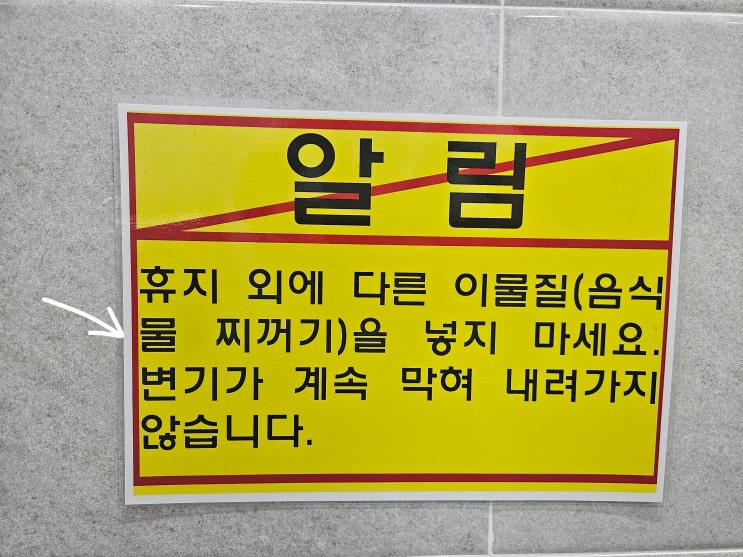 알림
휴지 외에 다른 이물질(음식
물 찌꺼기)을 넣지 마세요.
변기가 계속 막혀 내려가지
않습니다.